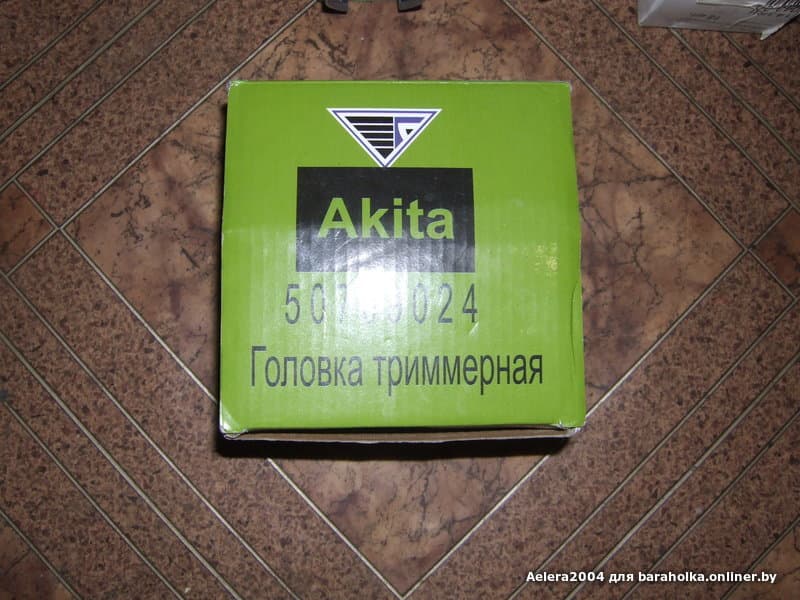 Akita
Головка триммерная
Aelera2004 для baraholka.onliner.by